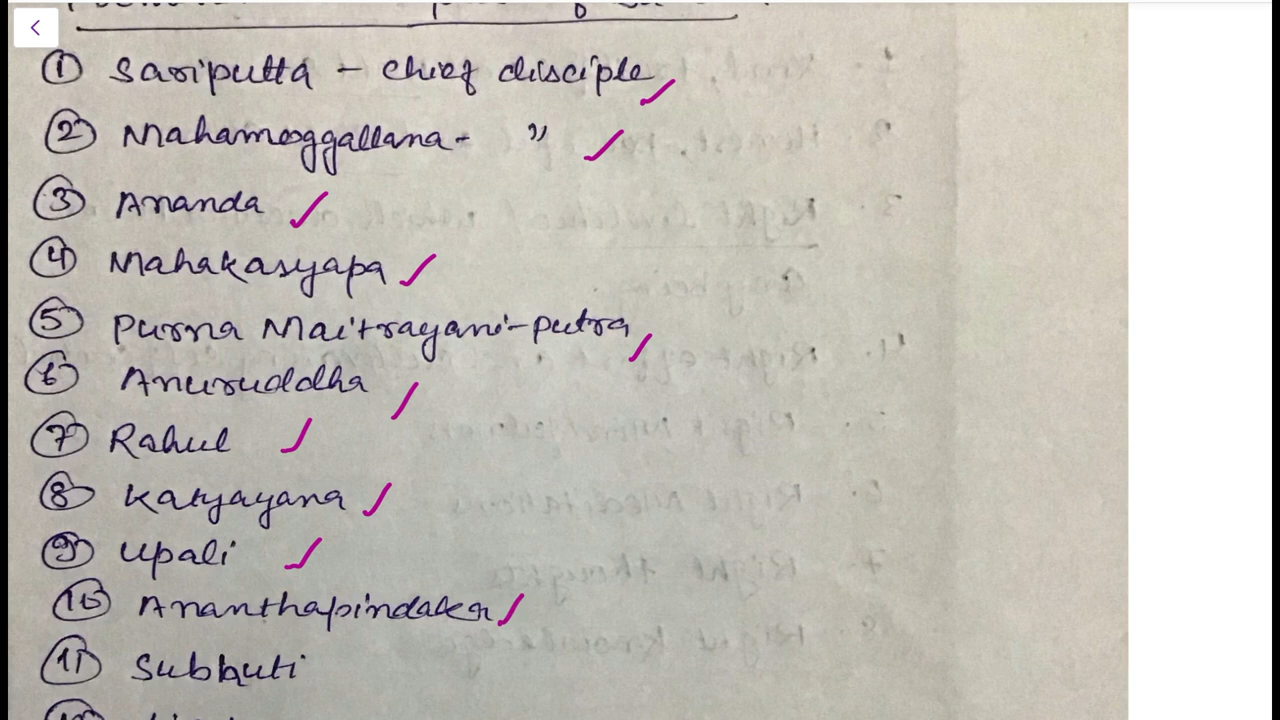 ① Sariputta - chief disciple
② Mahamoggallana - "
③ Ananda
④ Mahakasyapa
⑤ Purna Maitrayani-putra
⑥ Anuruddha
⑦ Rahul
⑧ Katyayana
⑨ Upali
⑩ Ananthapindaka
⑪ Subhuti